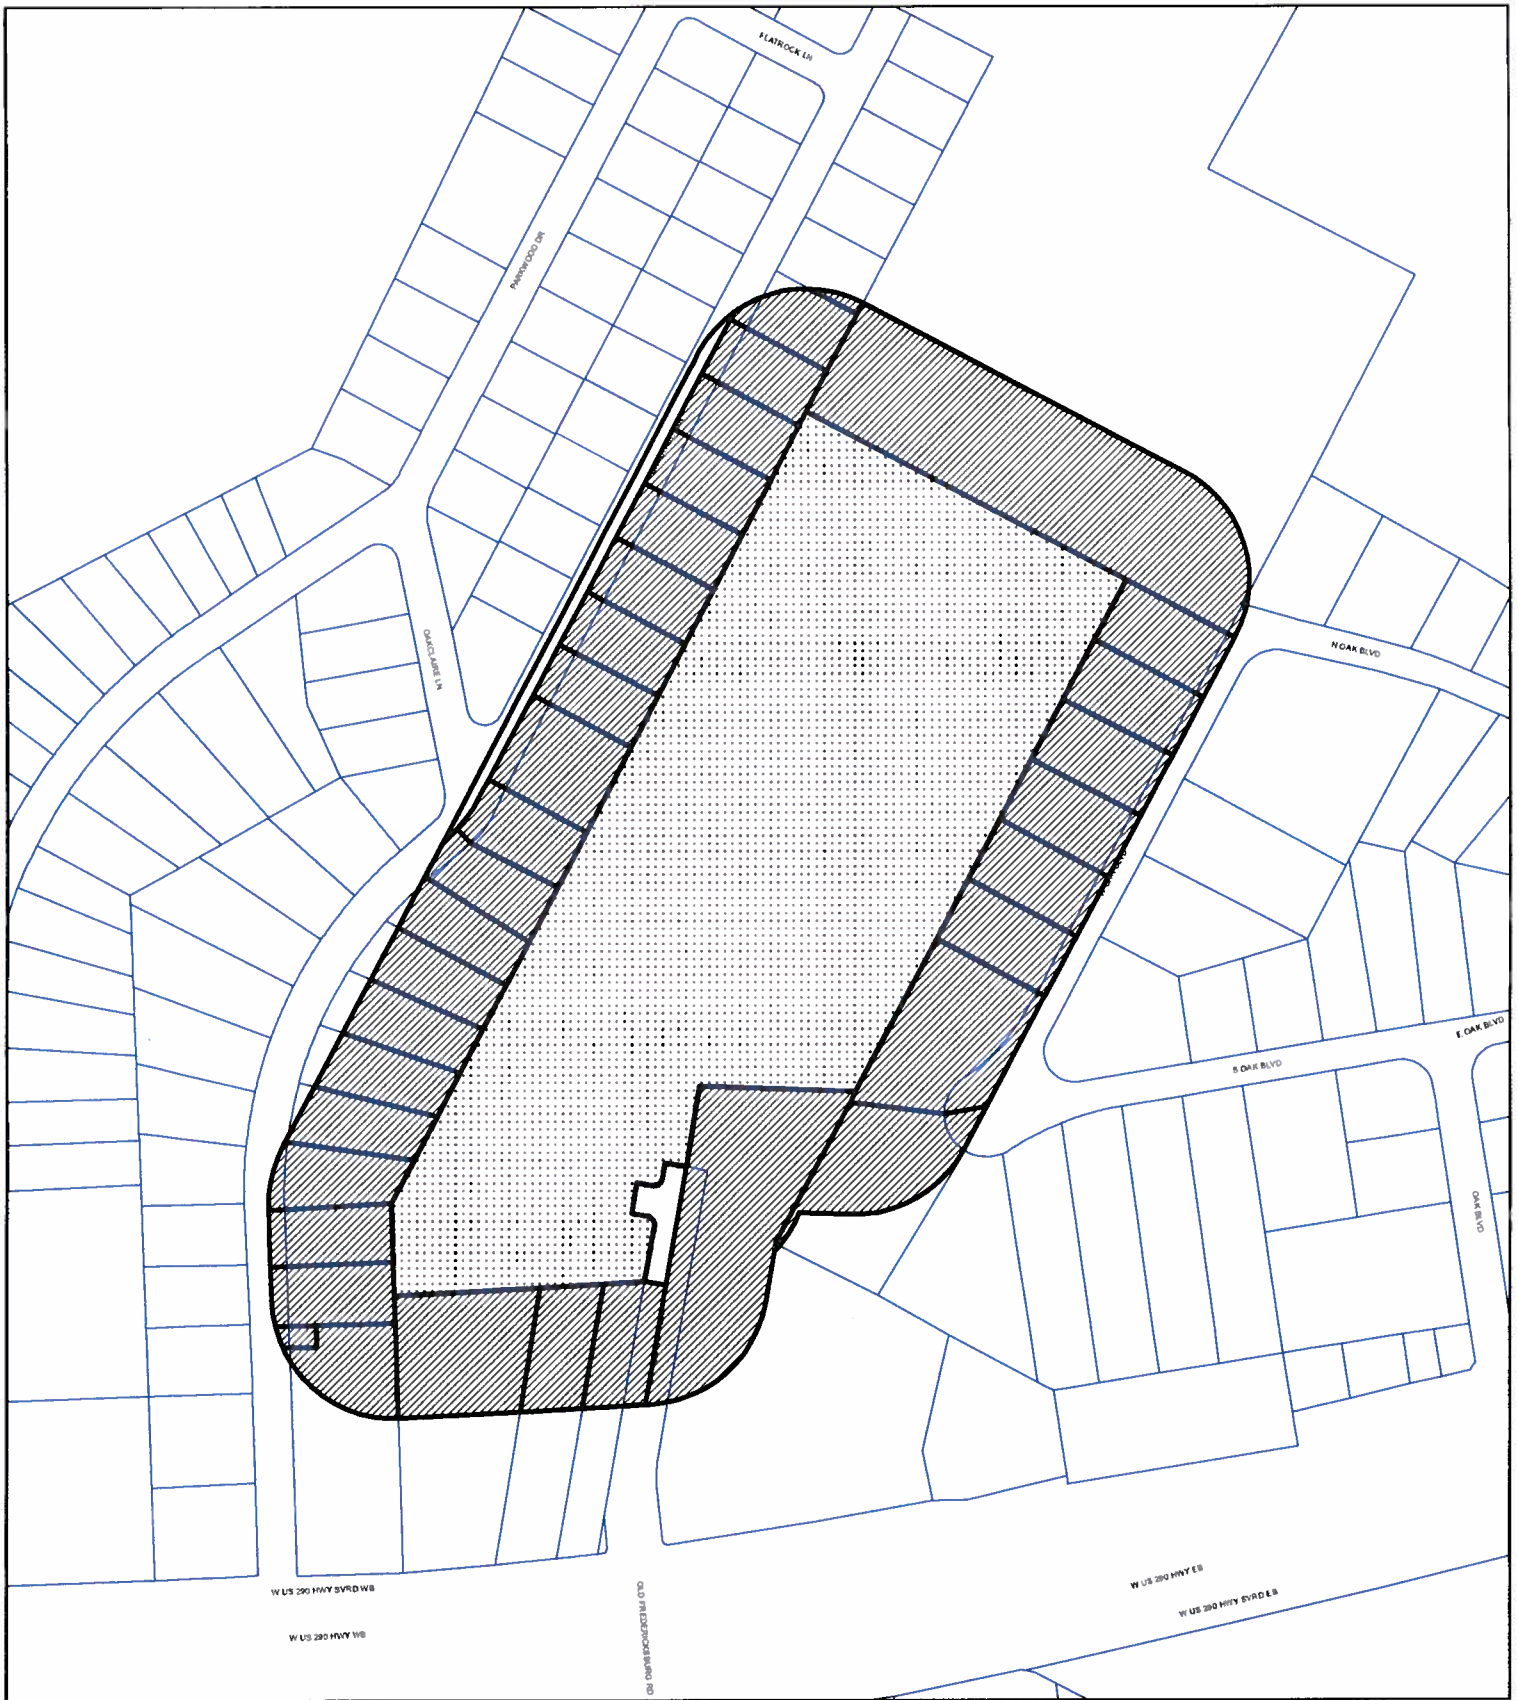 FLATROCK LN
PARKWOOD DR
OAKCLAIRE LN
N OAK BLVD
BLVD
E OAK BLVD
S OAK BLVD
OAK BLVD
W US 290 HWY EB
W US 290 HWY SVRD WB
W US 290 HWY SVRD EB
W US 290 HWY WB
OLD FREDERICKSBURG RD